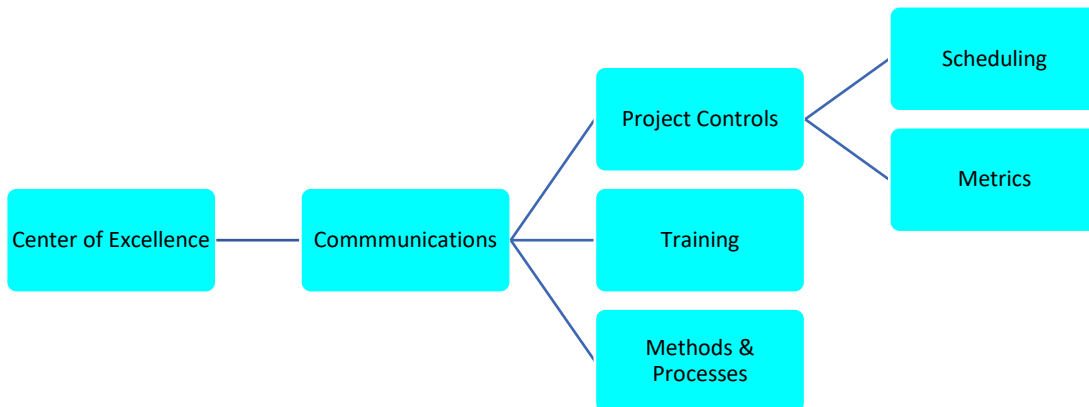 Center of Excellence
Commmunications
Project Controls
Training
Methods &
Processes
Scheduling
Metrics